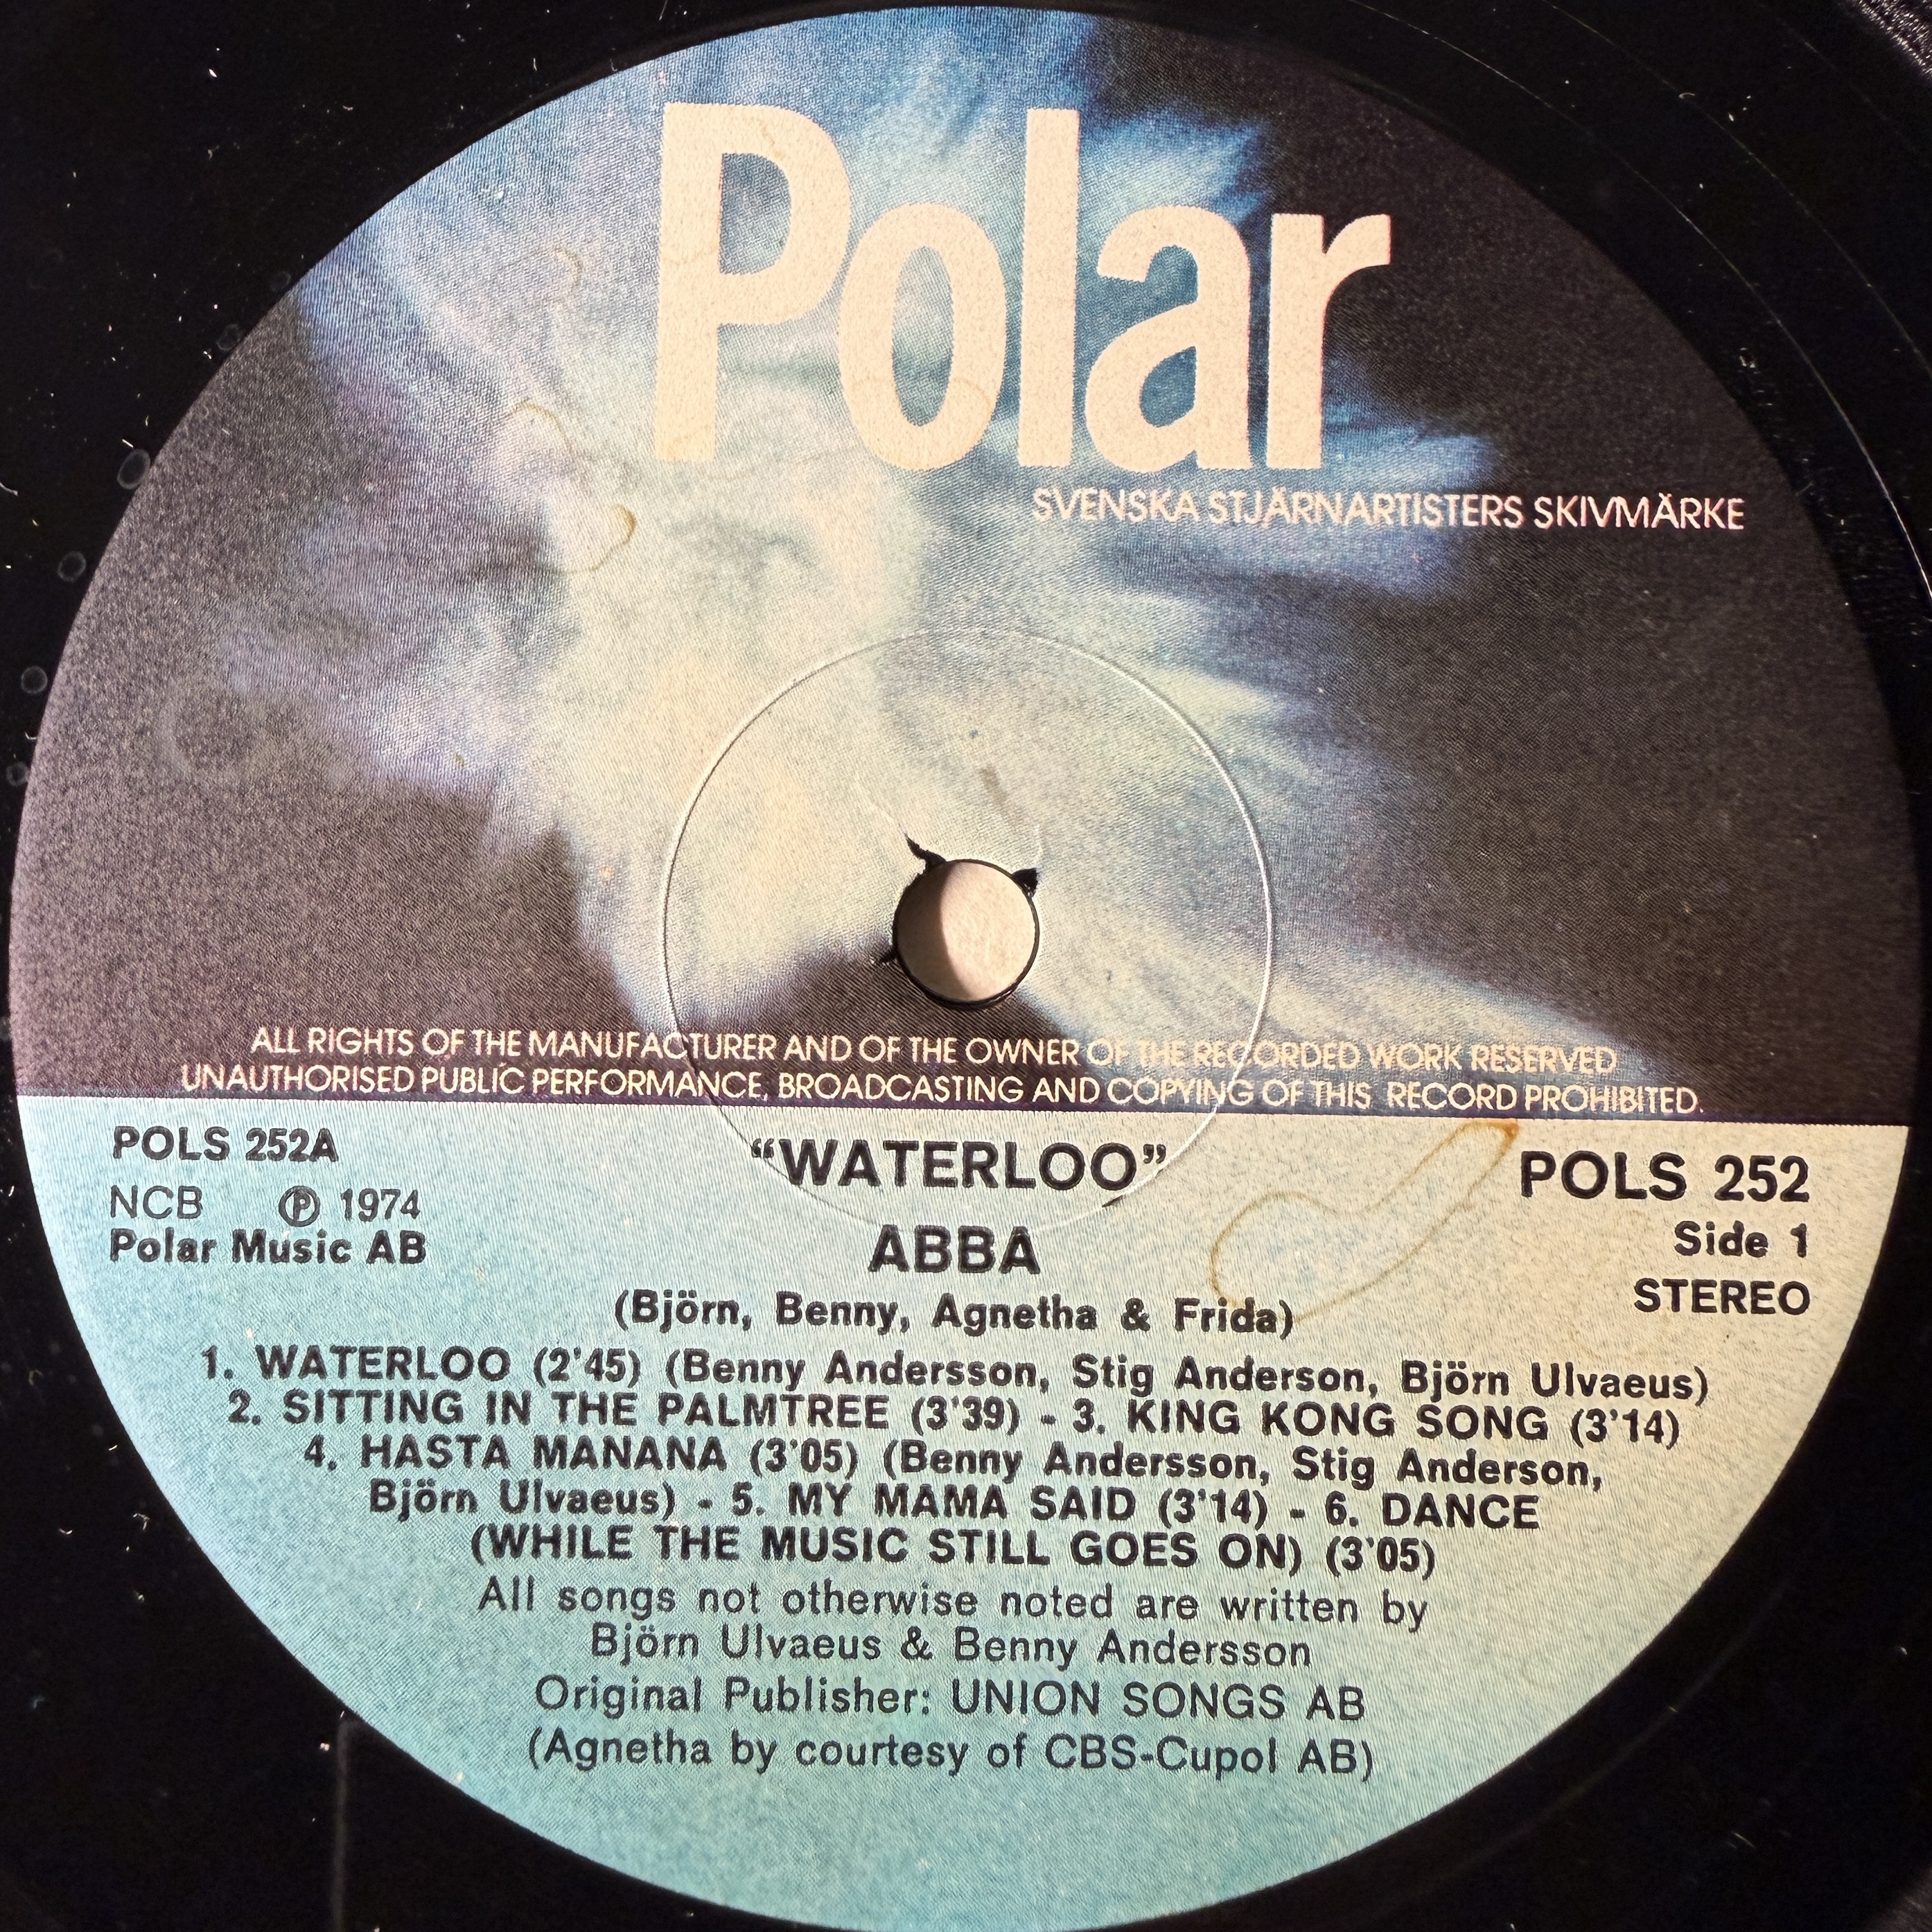 Polar
SVENSKA STJÄRNARTISTERS SKIVMÄRKE
ALL RIGHTS OF THE MANUFACTURER AND OF THE OWNER OF THE RECORDED WORK RESERVED
UNAUTHORISED PUBLIC PERFORMANCE, BROADCASTING AND COPYING OF THIS RECORD PROHIBITED.
POLS 252A
NCB ℗ 1974
Polar Music AB
“WATERLOO”
ABBA
(Björn, Benny, Agnetha & Frida)
POLS 252
Side 1
STEREO
1. WATERLOO (2'45) (Benny Andersson, Stig Anderson, Björn Ulvaeus)
2. SITTING IN THE PALMTREE (3'39) - 3. KING KONG SONG (3'14)
4. HASTA MANANA (3'05) (Benny Andersson, Stig Anderson,
Björn Ulvaeus) - 5. MY MAMA SAID (3'14) - 6. DANCE
(WHILE THE MUSIC STILL GOES ON) (3'05)
All songs not otherwise noted are written by
Björn Ulvaeus & Benny Andersson
Original Publisher: UNION SONGS AB
(Agnetha by courtesy of CBS-Cupol AB)